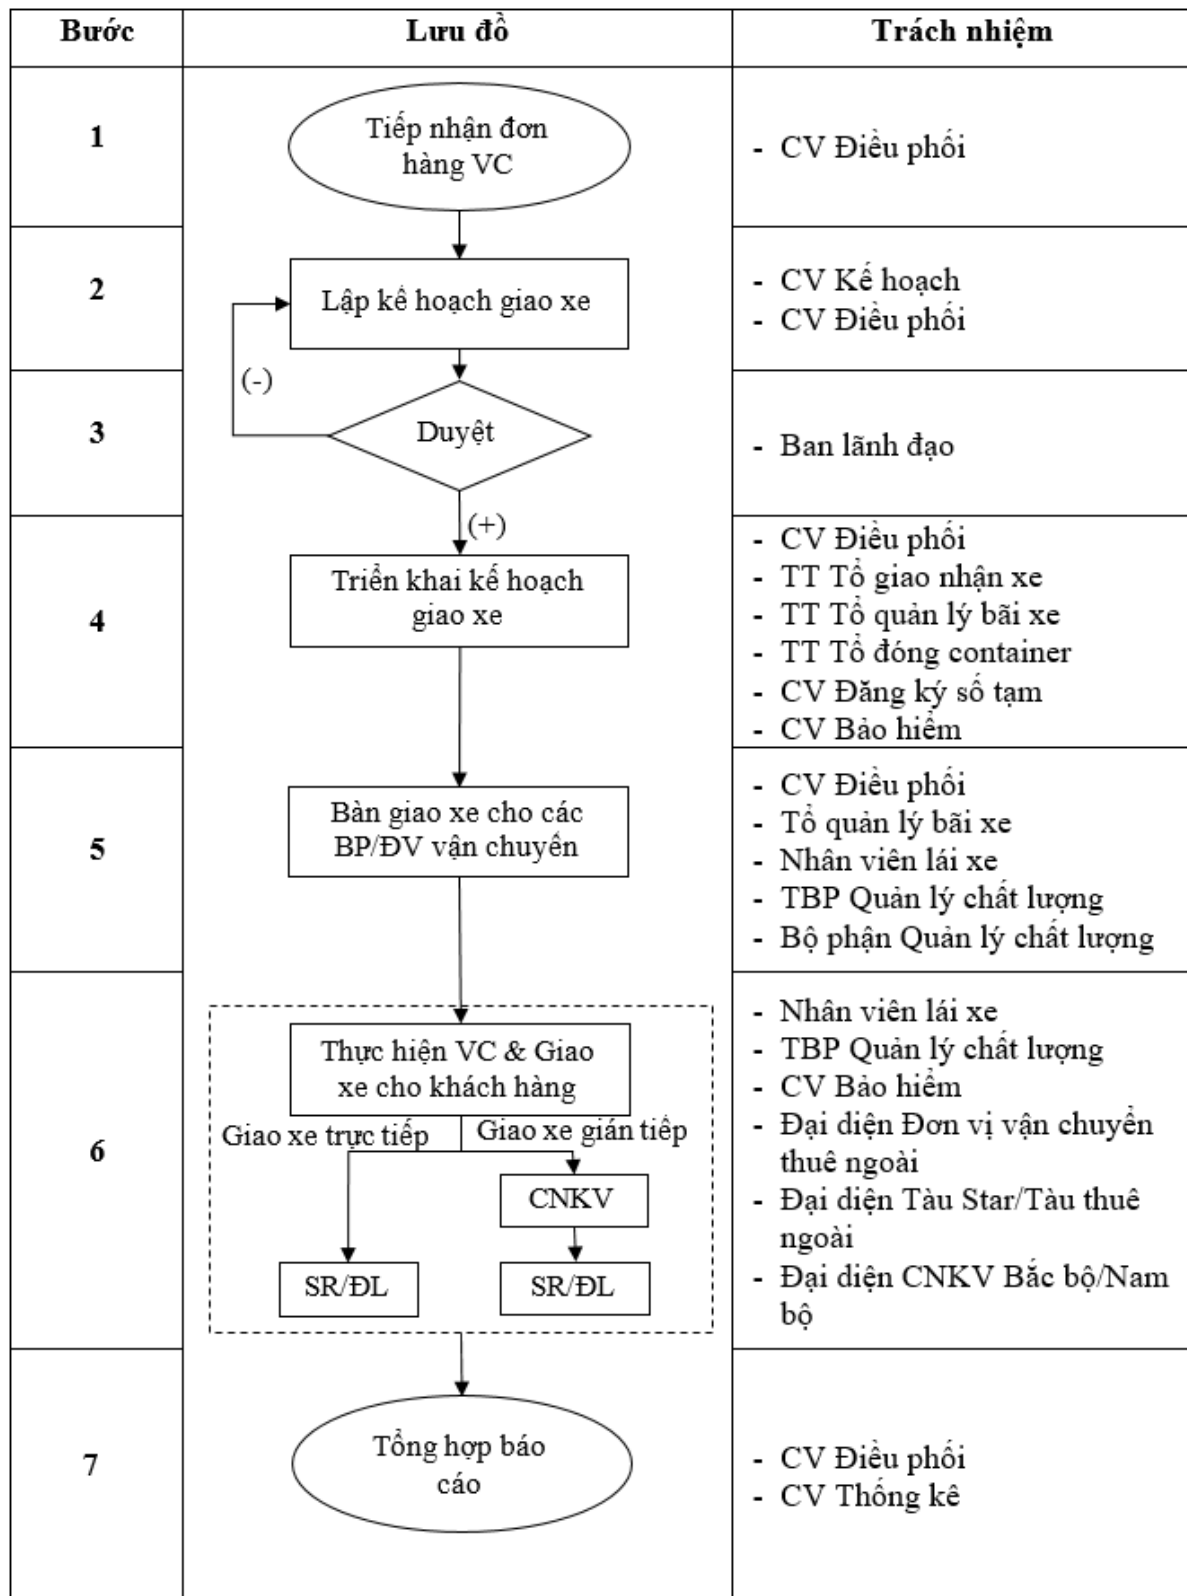 Bước
Lưu đồ
Trách nhiệm
1
Tiếp nhận đơn
hàng VC
- CV Điều phối
2
Lập kế hoạch giao xe
- CV Kế hoạch
- CV Điều phối
(-)
3
Duyệt
- Ban lãnh đạo
(+)
4
Triển khai kế hoạch
giao xe
- CV Điều phối
- TT Tổ giao nhận xe
- TT Tổ quản lý bãi xe
- TT Tổ đóng container
- CV Đăng ký số tạm
- CV Bảo hiểm
5
Bàn giao xe cho các
BP/ĐV vận chuyển
- CV Điều phối
- Tổ quản lý bãi xe
- Nhân viên lái xe
- TBP Quản lý chất lượng
- Bộ phận Quản lý chất lượng
6
Thực hiện VC & Giao
xe cho khách hàng
Giao xe trực tiếp
Giao xe gián tiếp
CNKV
SR/ĐL
SR/ĐL
- Nhân viên lái xe
- TBP Quản lý chất lượng
- CV Bảo hiểm
- Đại diện Đơn vị vận chuyển
thuê ngoài
- Đại diện Tàu Star/Tàu thuê
ngoài
- Đại diện CNKV Bắc bộ/Nam
bộ
7
Tổng hợp báo
cáo
- CV Điều phối
- CV Thống kê